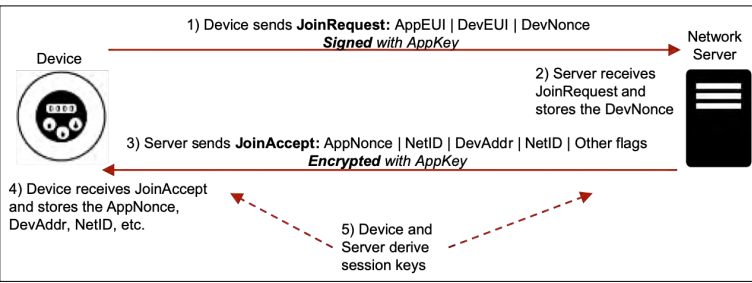 1) Device sends JoinRequest: AppEUI | DevEUI | DevNonce
Signed with AppKey
Device
Network
Server
2) Server receives
JoinRequest and
stores the DevNonce
3) Server sends JoinAccept: AppNonce | NetID | DevAddr | NetID | Other flags
Encrypted with AppKey
4) Device receives JoinAccept
and stores the AppNonce,
DevAddr, NetID, etc.
5) Device and
Server derive
session keys